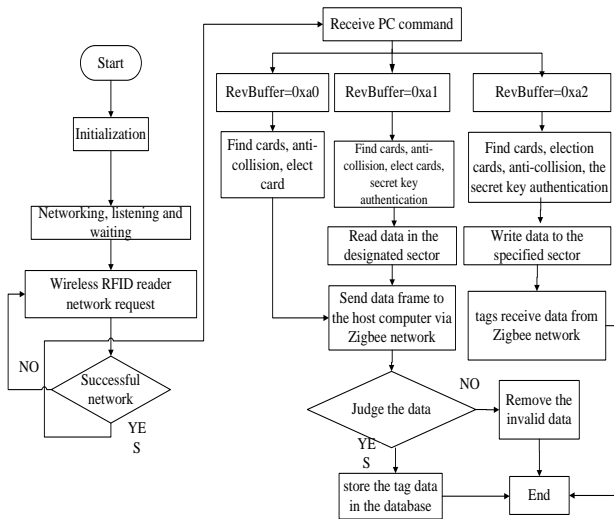 Start
Initialization
Networking, listening and
waiting
Wireless RFID reader
network request
NO
Successful
network
YE
S
Receive PC command
RevBuffer=0xa0
RevBuffer=0xa1
RevBuffer=0xa2
Find cards, anti-
collision, elect
card
Find cards, anti-
collision, elect cards,
secret key
authentication
Find cards, election
cards, anti-collision, the
secret key authentication
Read data in the
designated sector
Write data to the
specified sector
Send data frame to
the host computer via
Zigbee network
tags receive data from
Zigbee network
Judge the data
NO
YE
S
Remove the
invalid data
store the tag data
in the database
End